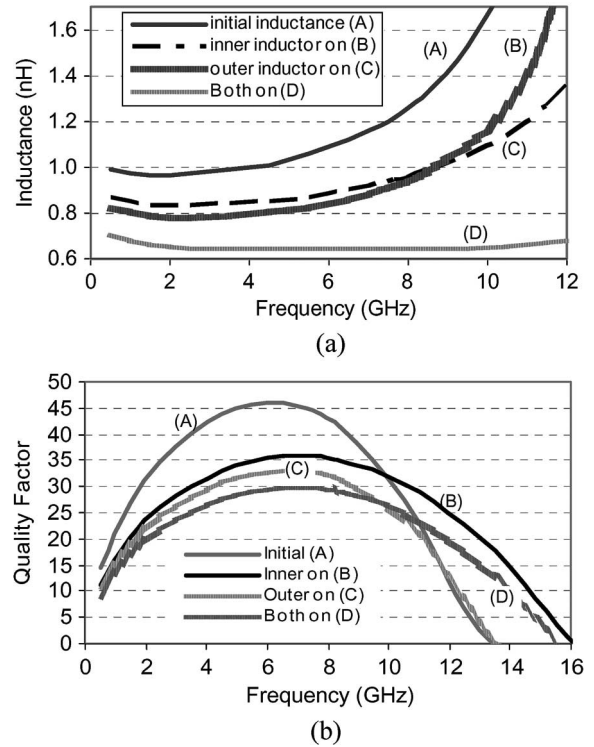 1.6
1.4
1.2
1.0
0.8
0.6
Inductance (nH)
initial inductance (A)
inner inductor on (B)
outer inductor on (C)
Both on (D)
(A)
(B)
(C)
(D)
0 2 4 6 8 10 12
Frequency (GHz)
(a)
50
45
40
35
30
25
20
15
10
5
0
Quality Factor
(A)
(C)
(B)
(D)
Initial (A)
Inner on (B)
Outer on (C)
Both on (D)
0 2 4 6 8 10 12 14 16
Frequency (GHz)
(b)